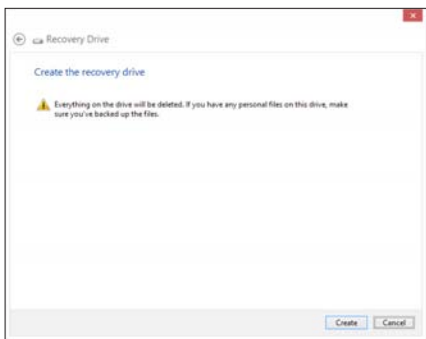 Recovery Drive
Create the recovery drive
Everything on the drive will be deleted. If you have any personal files on this drive, make
sure you've backed up the files.
Create Cancel